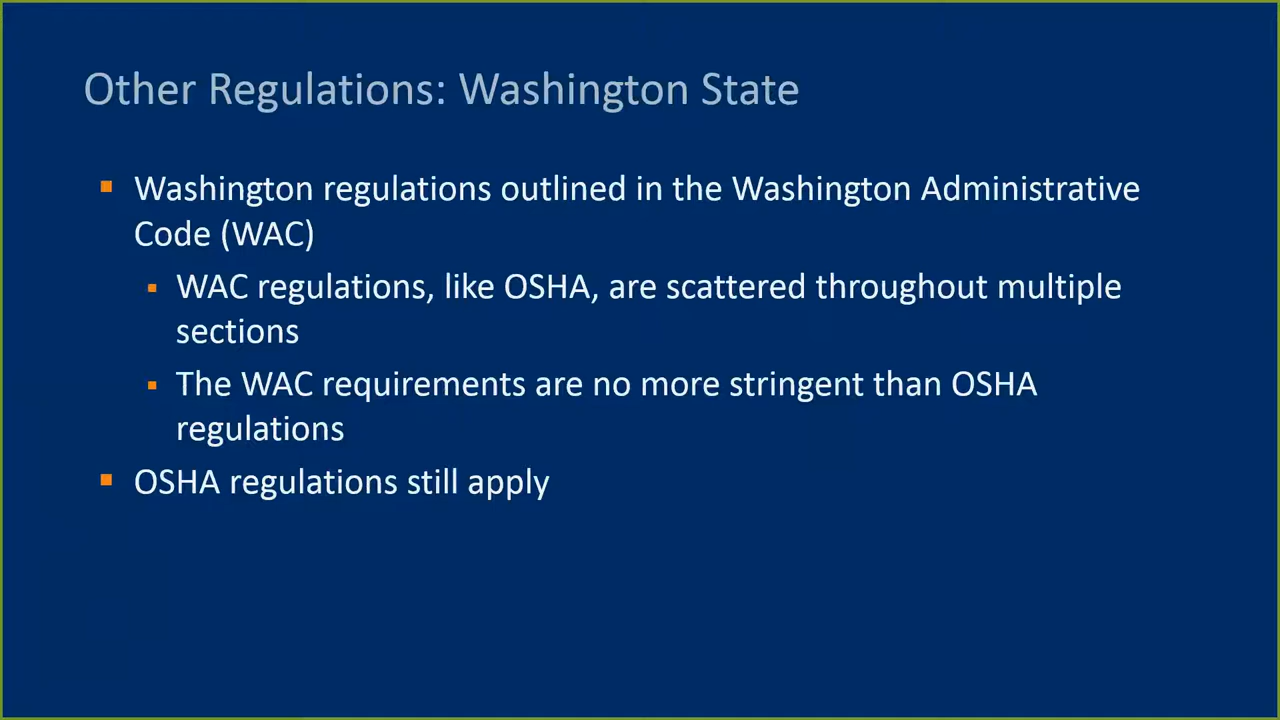 Other Regulations: Washington State
Washington regulations outlined in the Washington Administrative
Code (WAC)
WAC regulations, like OSHA, are scattered throughout multiple
sections
The WAC requirements are no more stringent than OSHA
regulations
OSHA regulations still apply